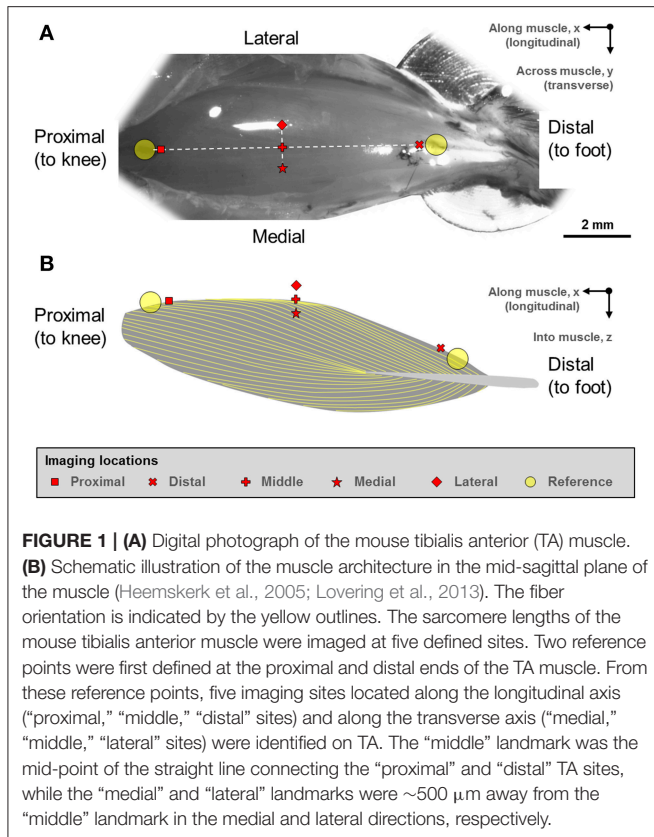 A
Lateral
Along muscle, x
(longitudinal)
Across muscle, y
(transverse)
Proximal
(to knee)
Distal
(to foot)
Medial
2 mm
B
Along muscle, x
(longitudinal)
Into muscle, z
Proximal
(to knee)
Distal
(to foot)
Imaging locations
Proximal Distal Middle Medial Lateral Reference
FIGURE 1 | (A) Digital photograph of the mouse tibialis anterior (TA) muscle.
(B) Schematic illustration of the muscle architecture in the mid-sagittal plane of
the muscle (Heemskerk et al., 2005; Lovering et al., 2013). The fiber
orientation is indicated by the yellow outlines. The sarcomere lengths of the
mouse tibialis anterior muscle were imaged at five defined sites. Two reference
points were first defined at the proximal and distal ends of the TA muscle. From
these reference points, five imaging sites located along the longitudinal axis
(“proximal,” “middle,” “distal” sites) and along the transverse axis (“medial,”
“middle,” “lateral” sites) were identified on TA. The “middle” landmark was the
mid-point of the straight line connecting the “proximal” and “distal” TA sites,
while the “medial” and “lateral” landmarks were ~500 μm away from the
“middle” landmark in the medial and lateral directions, respectively.